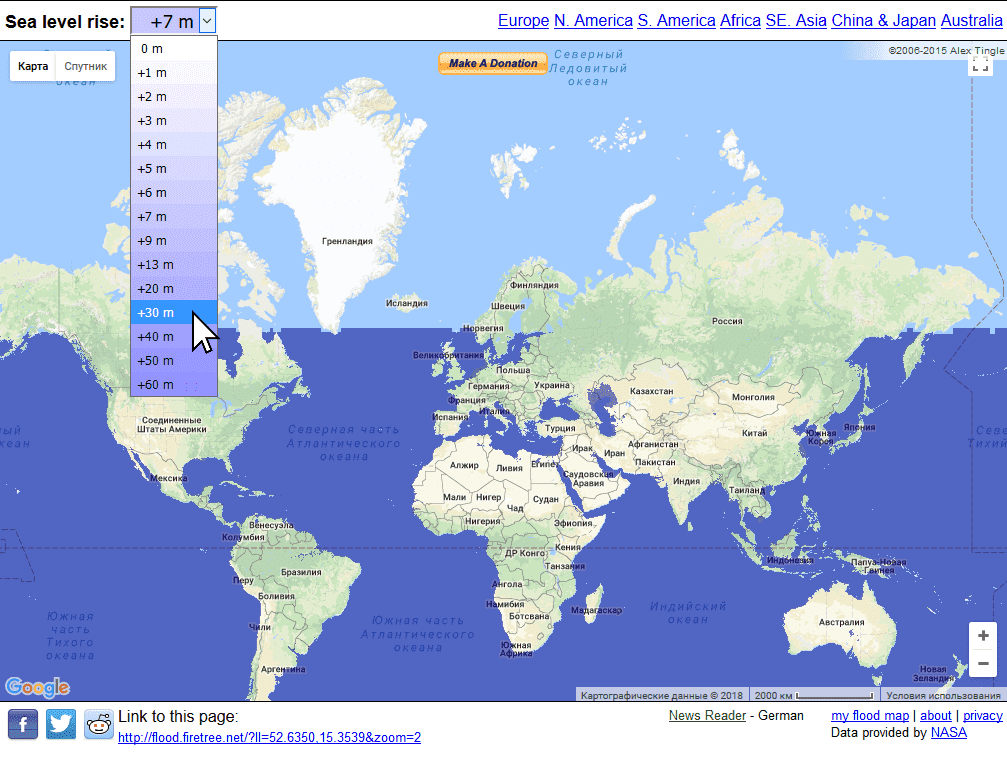 Sea level rise: +7 m
Europe N. America S. America Africa SE. Asia China & Japan Australia
©2006-2015 Alex Tingle
Make A Donation
Карта Спутник
0 m
+1 m
+2 m
+3 m
+4 m
+5 m
+6 m
+7 m
+9 m
+13 m
+20 m
+30 m
+40 m
+50 m
+60 m
Северный
Ледовитый
океан
океан
Гренландия
Исландия
Финляндия
Швеция
Норвегия
Россия
Великобритания
Польша
Германия
Украина
Франция
Казахстан
Монголия
Испания
Италия
Соединенные
Штаты Америки
Турция
Китай
Южная
Корея
Япония
Северная часть
Атлантического
океана
Афганистан
Ирак
Иран
Пакистан
Алжир
Ливия
Египет
Саудовская
Аравия
Мексика
Индия
Таиланд
Мали
Нигер
Чад
Судан
Нигерия
Эфиопия
Венесуэла
Колумбия
ДР Конго
Кения
Танзания
Индонезия
Папуа-Новая
Гвинея
Перу
Бразилия
Боливия
Ангола
Намибия
Ботсвана
Мадагаскар
Индийский
океан
Южная
часть
Тихого
океана
Чили
Южная часть
Атлантического
океана
Австралия
Южная
Африка
Аргентина
Новая
Зеландия
+
−
Google
Картографические данные © 2018 2000 км Условия использования
Link to this page:
http://flood.firetree.net/?ll=52.6350,15.3539&zoom=2
News Reader - German
my flood map | about | privacy
Data provided by NASA